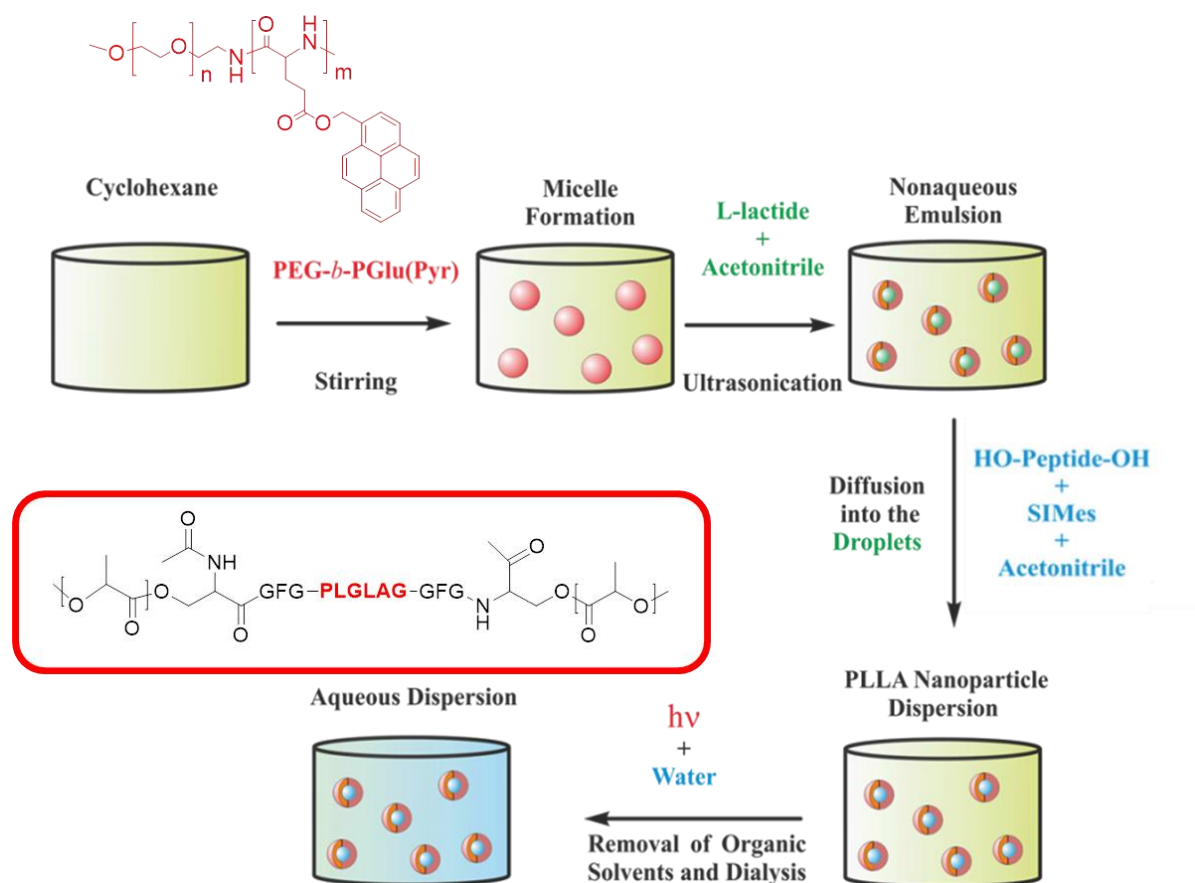 O
O
n
N
H
O
H
N
m
O
O
Cyclohexane
PEG-b-PGlu(Pyr)
Stirring
Micelle
Formation
L-lactide
+
Acetonitrile
Ultrasonication
Nonaqueous
Emulsion
Diffusion
into the
Droplets
HO-Peptide-OH
+
SIMes
+
Acetonitrile
O
O
O
NH
O
O
GFG–PLGLAG–GFG
N
H
O
O
O
O
Aqueous Dispersion
hν
+
Water
Removal of Organic
Solvents and Dialysis
PLLA Nanoparticle
Dispersion